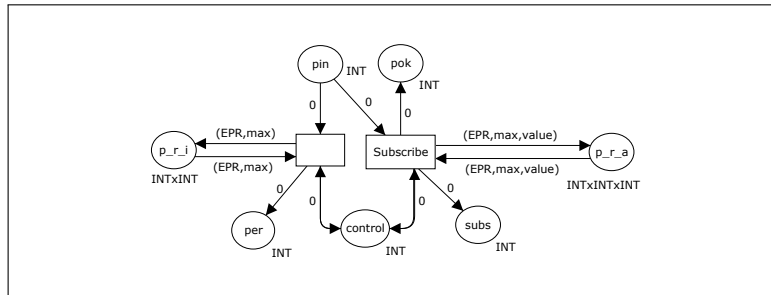 pin
INT
pok
INT
0
0
0
(EPR,max)
(EPR,max,value)
p_r_i
Subscribe
p_r_a
(EPR,max)
(EPR,max,value)
INTxINT
INTxINTxINT
0
0
0
0
per
control
subs
INT
INT
INT